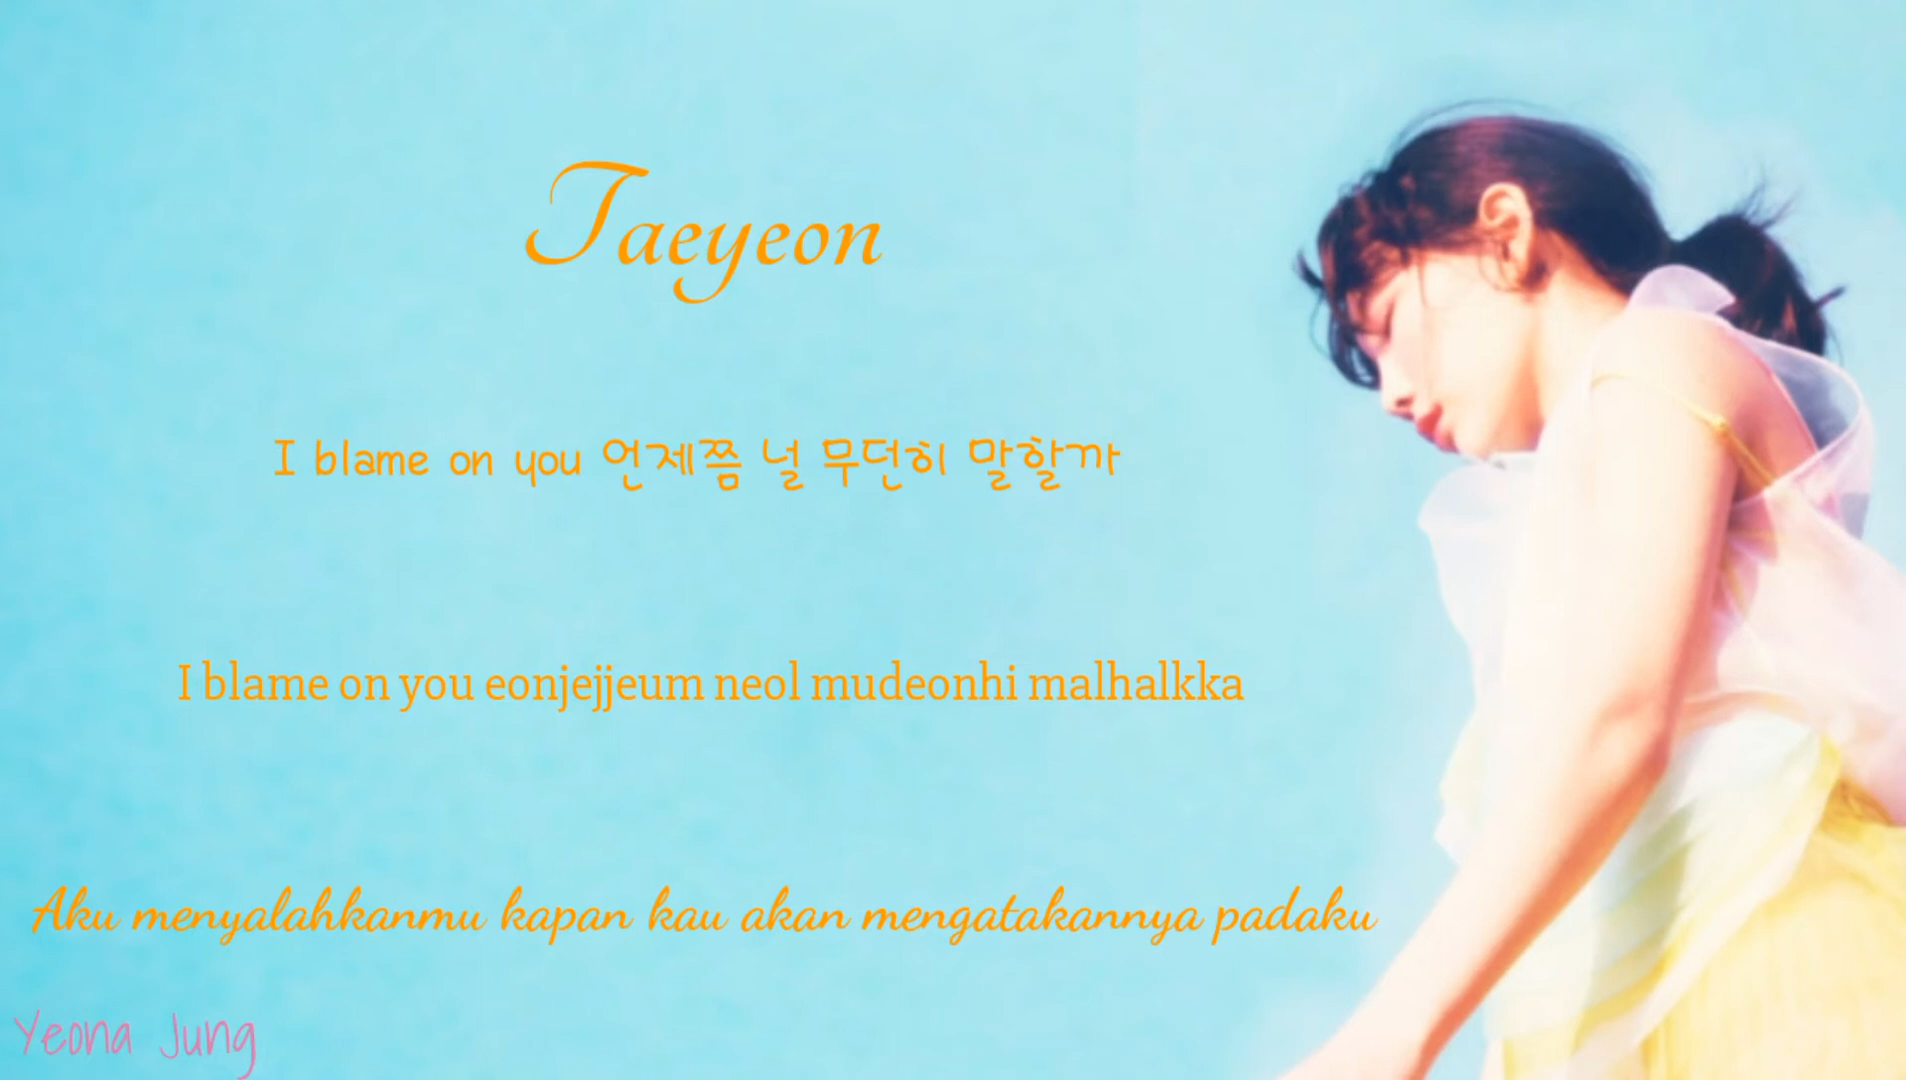 Taeyeon
I blame on you 언제쯤 널 무던히 말할까
I blame on you eonjejjeum neol mudeonhi malhalkka
Aku menyalahkanmu kapan kau akan mengatakannya padaku
Yeona Jung